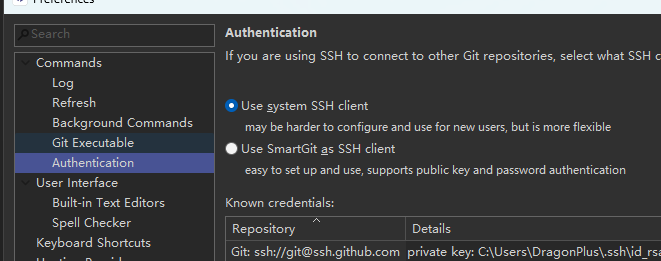 Preferences
Search
Authentication
If you are using SSH to connect to other Git repositories, select what SSH c
Commands
Log
Refresh
Background Commands
Git Executable
Authentication
User Interface
Built-in Text Editors
Spell Checker
Keyboard Shortcuts
Use system SSH client
may be harder to configure and use for new users, but is more flexible
Use SmartGit as SSH client
easy to set up and use, supports public key and password authentication
Known credentials:
Repository Details
Git: ssh://git@ssh.github.com private key: C:\Users\DragonPlus\.ssh\id_rsa